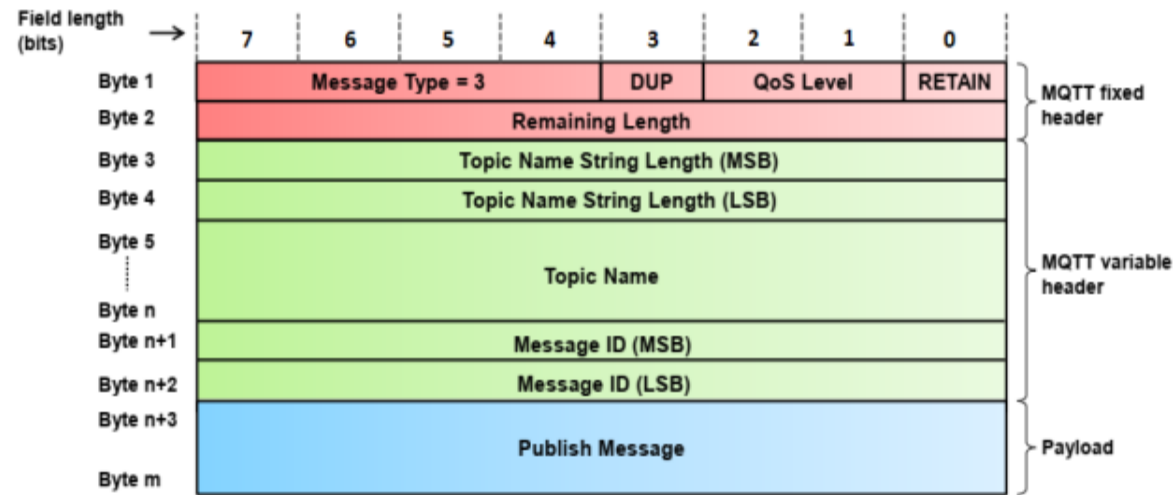 Field length
(bits)
7 6 5 4 3 2 1 0
Byte 1 Message Type = 3 DUP QoS Level RETAIN
MQTT fixed
header
Byte 2 Remaining Length
Byte 3 Topic Name String Length (MSB)
Byte 4 Topic Name String Length (LSB)
Byte 5
Topic Name
MQTT variable
header
Byte n
Byte n+1 Message ID (MSB)
Byte n+2 Message ID (LSB)
Byte n+3
Publish Message
Payload
Byte m